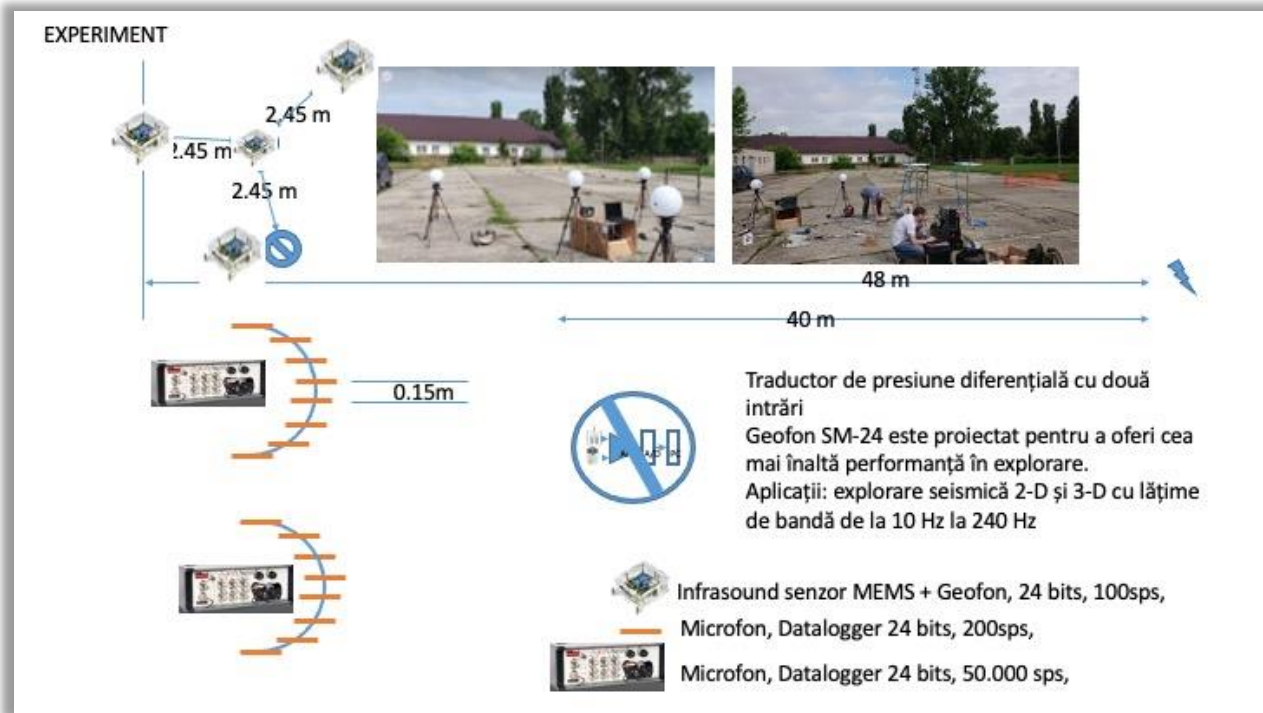 EXPERIMENT
2.45 m
2.45 m
2.45 m
48 m
40 m
0.15m
Traductor de presiune diferențială cu două
intrări
Geofon SM-24 este proiectat pentru a oferi cea
mai înaltă performanță în explorare.
Aplicații: explorare seismică 2-D și 3-D cu lățime
de bandă de la 10 Hz la 240 Hz
Infrasound senzor MEMS + Geofon, 24 bits, 100sps,
Microfon, Datalogger 24 bits, 200sps,
Microfon, Datalogger 24 bits, 50.000 sps,